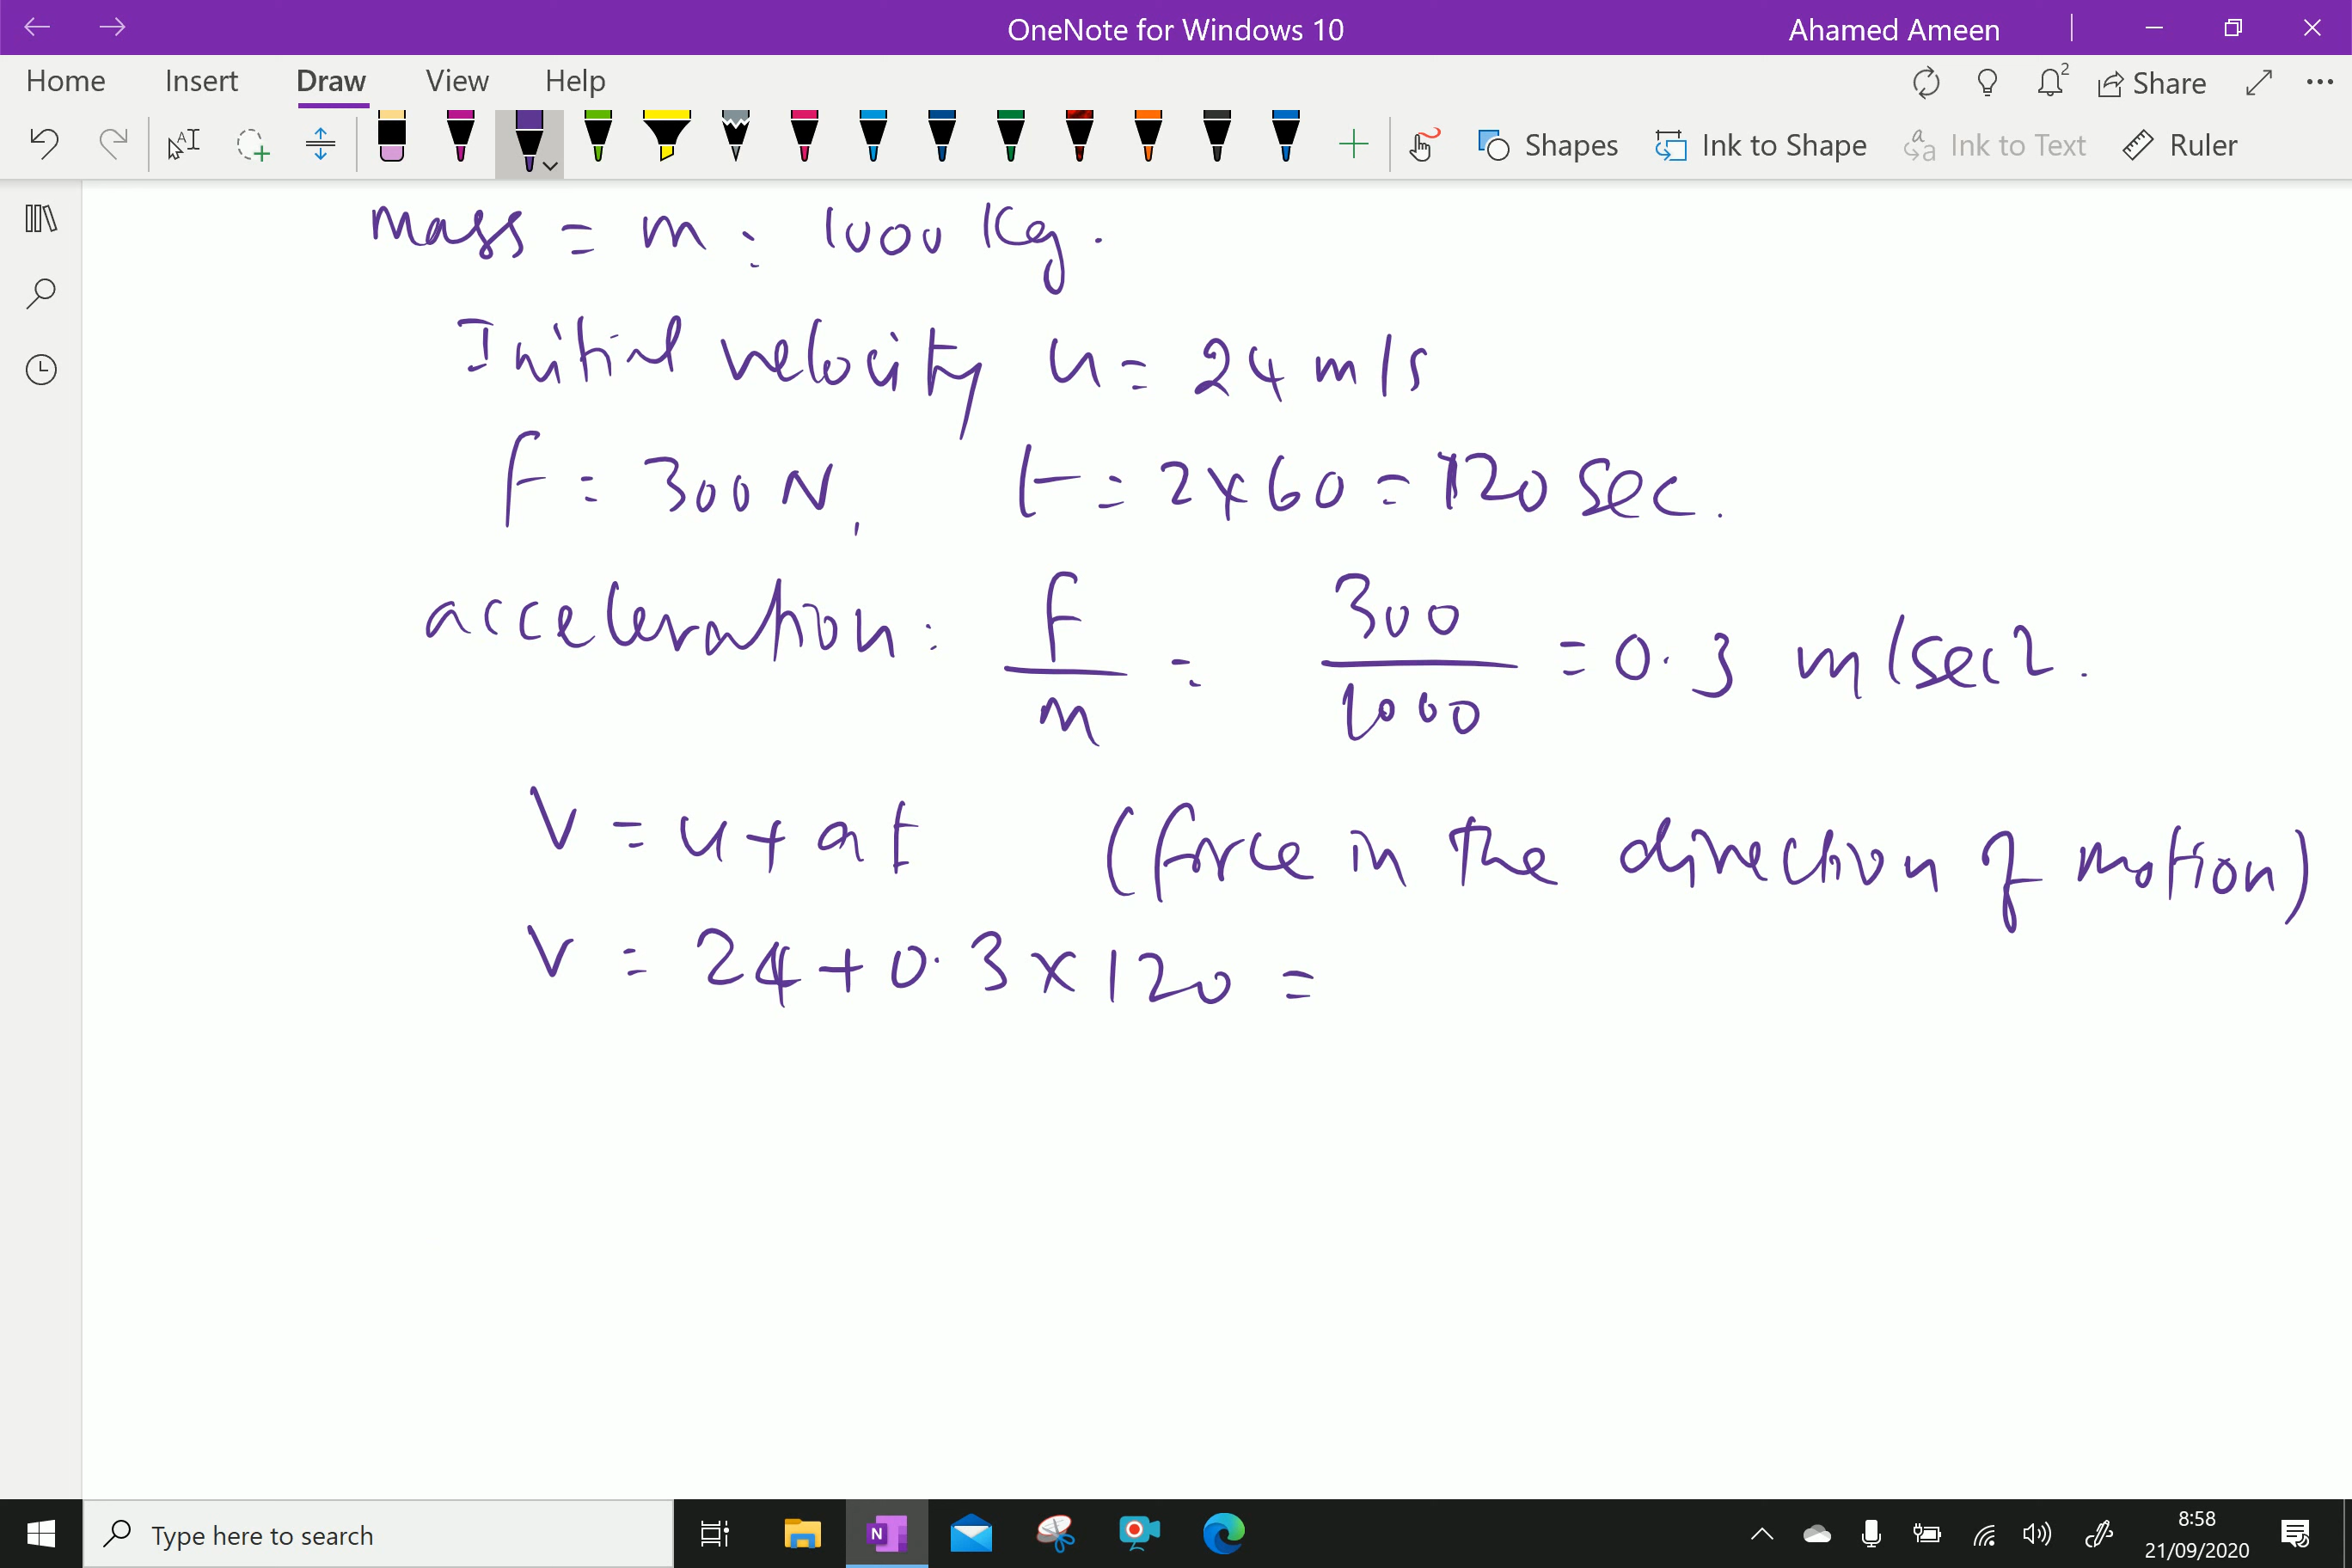 OneNote for Windows 10 Ahamed Ameen
Home Insert Draw View Help 2 Share
Shapes Ink to Shape Ink to Text Ruler
mass = m = 1000 Kg.
Initial velocity u = 24 m/s
F = 300 N, t = 2x60 = 120 sec.
acceleration = F/m = 300/1000 = 0.3 m/sec2.
V = u + at (force in the direction of motion)
V = 24 + 0.3 x 120 =
Type here to search 8:58
21/09/2020